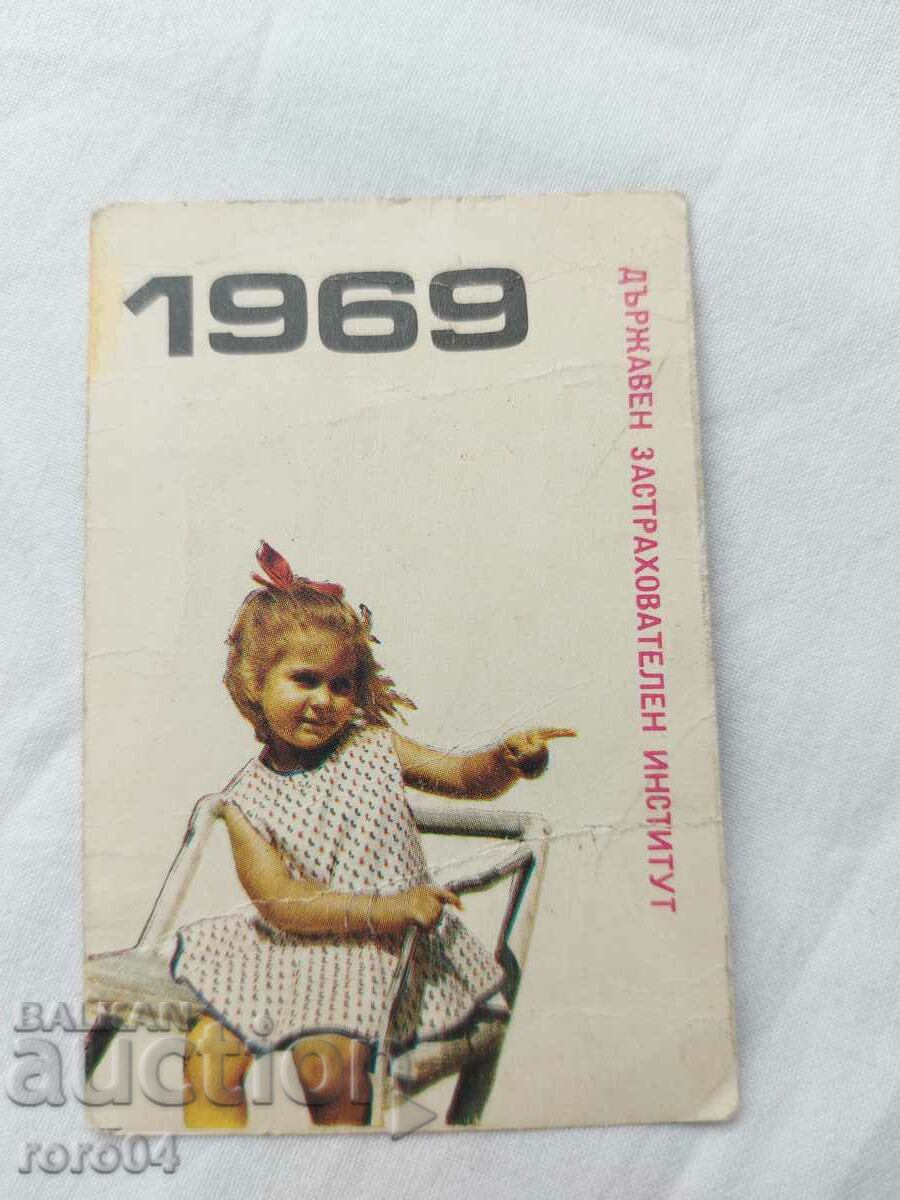 1969
ДЪРЖАВЕН ЗАСТРАХОВАТЕЛЕН ИНСТИТУТ
BALKAN
auction
roro04